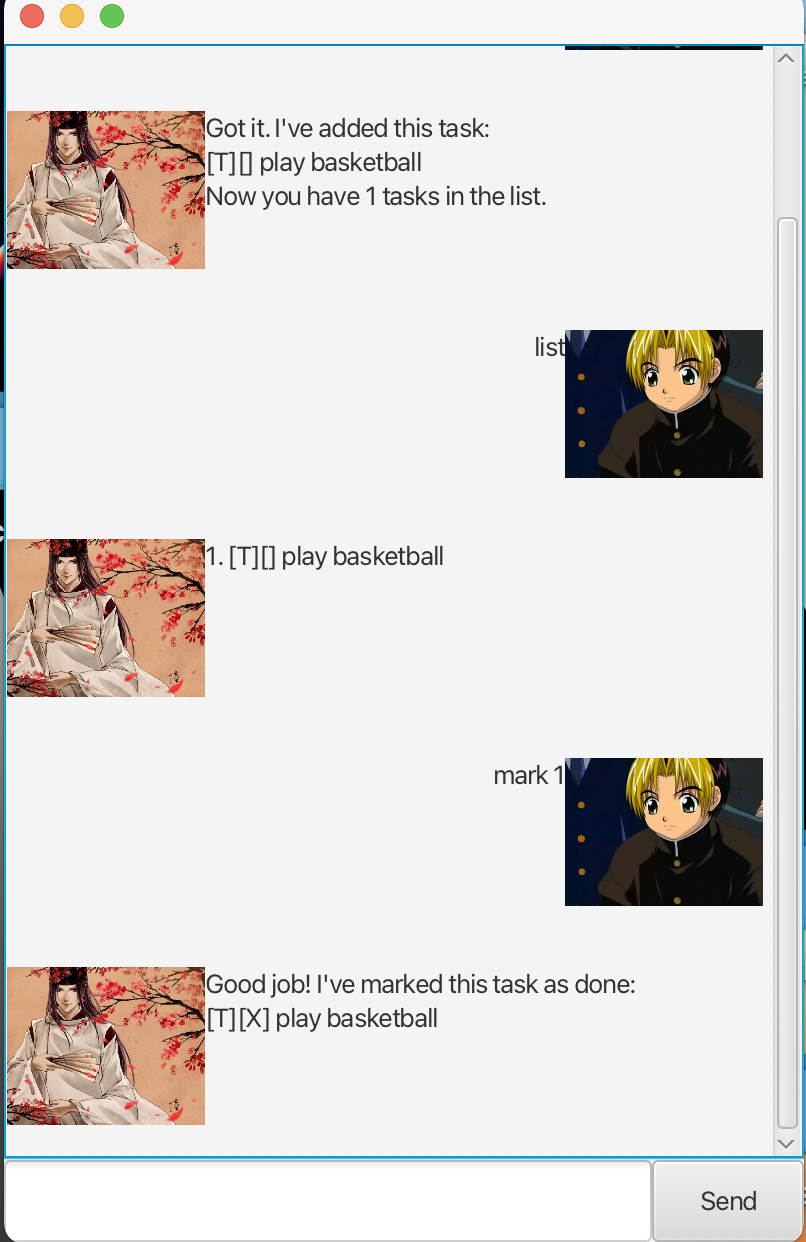 Got it. I've added this task:
[T][] play basketball
Now you have 1 tasks in the list.
list
1. [T][] play basketball
mark 1
Good job! I've marked this task as done:
[T][X] play basketball
Send